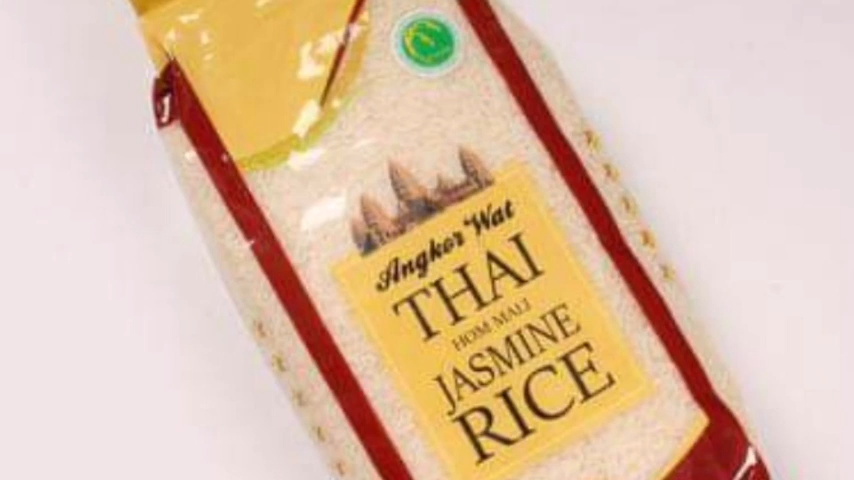 Angkor Wat
THAI
HOM MALI
JASMINE
RICE